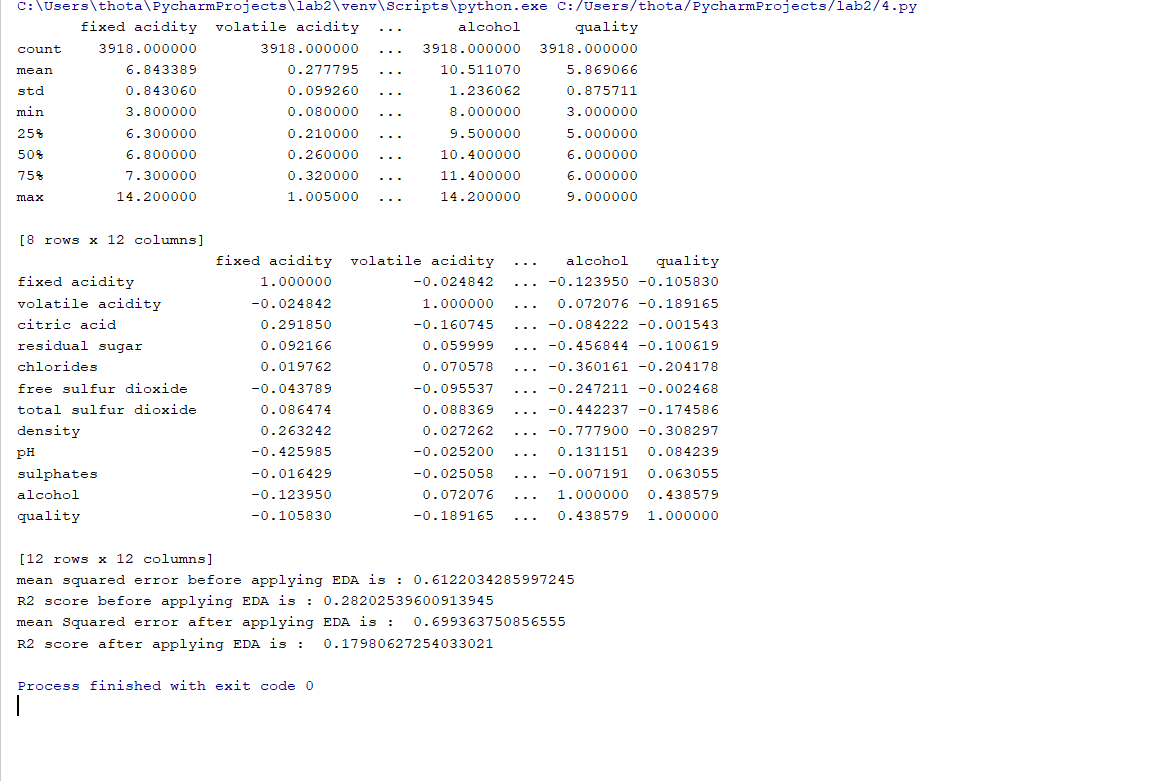 C:\Users\thota\PycharmProjects\lab2\venv\Scripts\python.exe C:/Users/thota/PycharmProjects/lab2/4.py
       fixed acidity  volatile acidity  ...      alcohol      quality
count    3918.000000       3918.000000  ...  3918.000000  3918.000000
mean        6.843389          0.277795  ...    10.511070     5.869066
std         0.843060          0.099260  ...     1.236062     0.875711
min         3.800000          0.080000  ...     8.000000     3.000000
25%         6.300000          0.210000  ...     9.500000     5.000000
50%         6.800000          0.260000  ...    10.400000     6.000000
75%         7.300000          0.320000  ...    11.400000     6.000000
max        14.200000          1.005000  ...    14.200000     9.000000
[8 rows x 12 columns]
                      fixed acidity  volatile acidity  ...   alcohol   quality
fixed acidity              1.000000         -0.024842  ... -0.123950 -0.105830
volatile acidity          -0.024842          1.000000  ...  0.072076 -0.189165
citric acid                0.291850         -0.160745  ... -0.084222 -0.001543
residual sugar             0.092166          0.059999  ... -0.456844 -0.100619
chlorides                  0.019762          0.070578  ... -0.360161 -0.204178
free sulfur dioxide       -0.043789         -0.095537  ... -0.247211 -0.002468
total sulfur dioxide       0.086474          0.088369  ... -0.442237 -0.174586
density                    0.263242          0.027262  ... -0.777900 -0.308297
pH                        -0.425985         -0.025200  ...  0.131151  0.084239
sulphates                 -0.016429         -0.025058  ... -0.007191  0.063055
alcohol                   -0.123950          0.072076  ...  1.000000  0.438579
quality                   -0.105830         -0.189165  ...  0.438579  1.000000
[12 rows x 12 columns]
mean squared error before applying EDA is : 0.6122034285997245
R2 score before applying EDA is : 0.28202539600913945
mean Squared error after applying EDA is :  0.699363750856555
R2 score after applying EDA is :  0.17980627254033021
Process finished with exit code 0